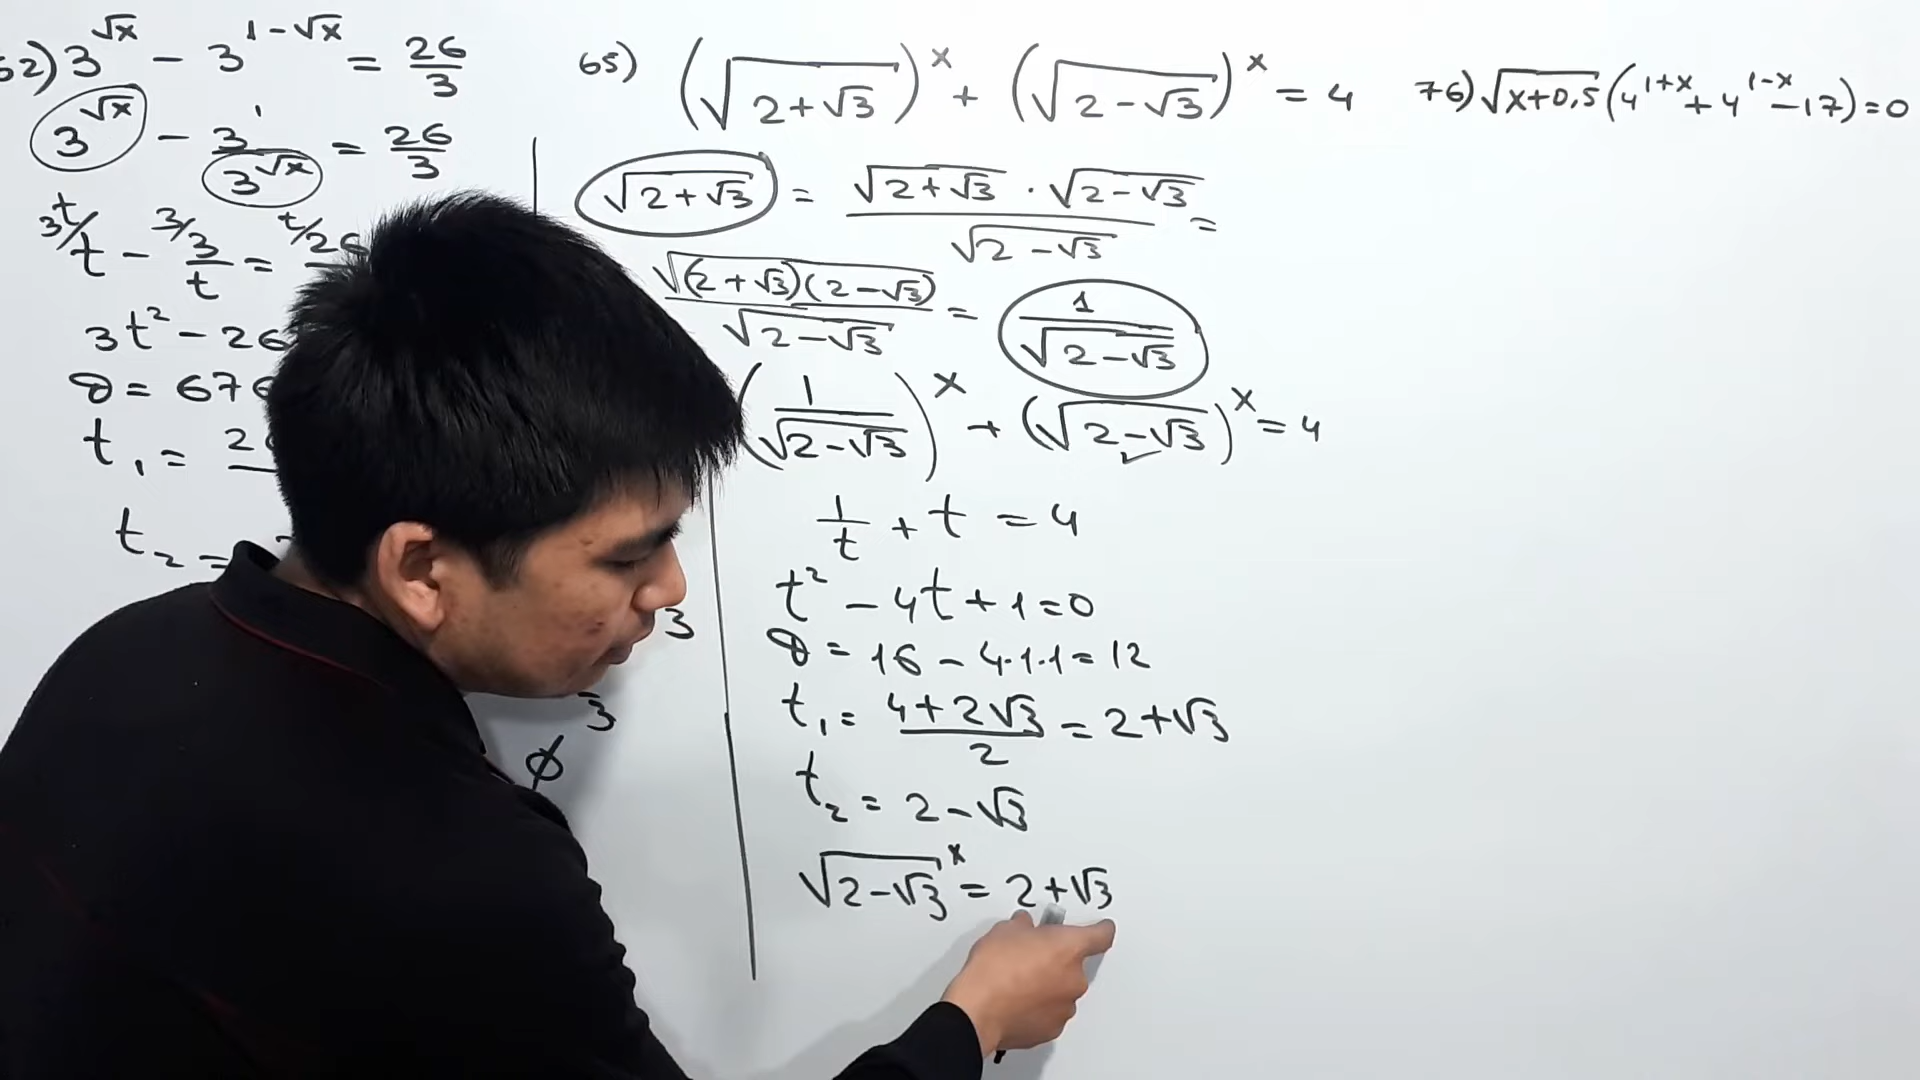 62) 3^√x − 3^(1−√x) = 26/3
3^√x − 3^1/3^√x = 26/3
3t/ t − 3/ 3/t = t/ 26
3t² − 26
D = 676
t₁ =
t₂ =
3
3
∅
65) (√(2+√3))^x + (√(2−√3))^x = 4
√(2+√3) = (√(2+√3) · √(2−√3))/√(2−√3) =
√((2+√3)(2−√3))/√(2−√3) = 1/√(2−√3)
(1/√(2−√3))^x + (√(2−√3))^x = 4
1/t + t = 4
t² − 4t + 1 = 0
D = 16 − 4·1·1 = 12
t₁ = (4+2√3)/2 = 2+√3
t₂ = 2−√3
√(2−√3)^x = 2+√3
76) √(x+0,5) (4^(1+x) + 4^(1−x) − 17) = 0